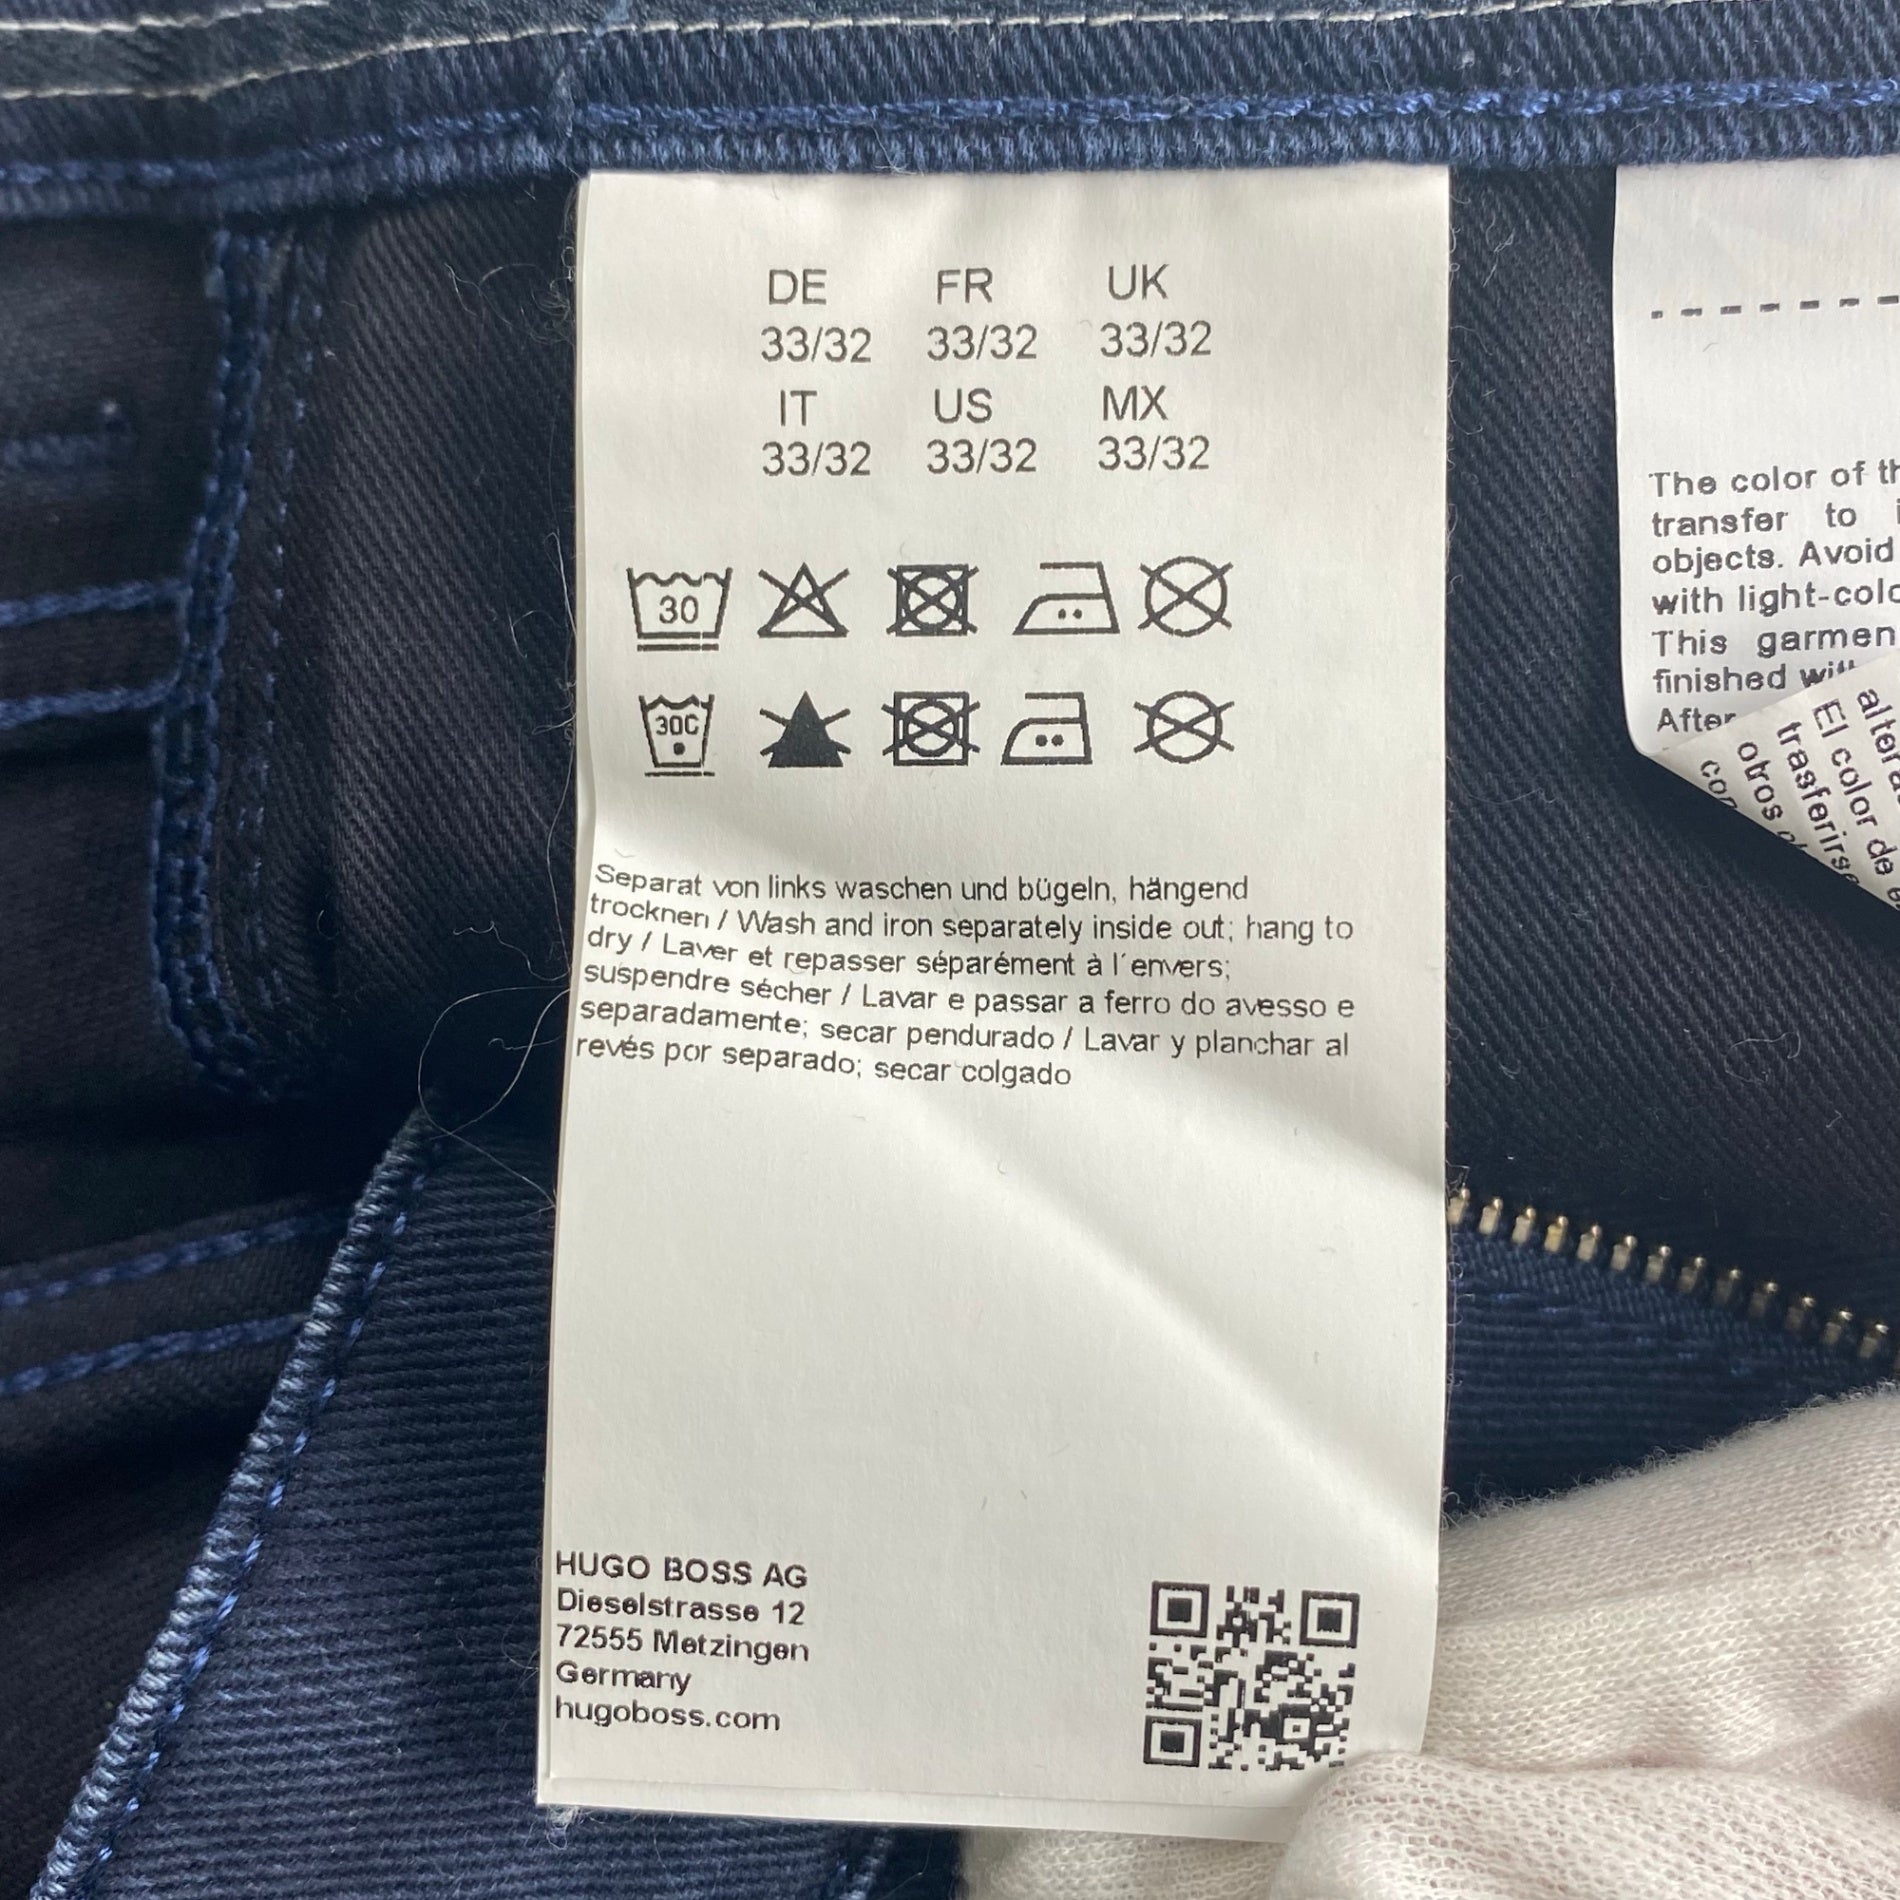 DE FR UK
33/32 33/32 33/32
IT US MX
33/32 33/32 33/32
30
30C
Separat von links waschen und bügeln, hängend
trocknen / Wash and iron separately inside out; hang to
dry / Laver et repasser séparément à l´envers;
suspendre sécher / Lavar e passar a ferro do avesso e
separadamente; secar pendurado / Lavar y planchar al
revés por separado; secar colgado
HUGO BOSS AG
Dieselstrasse 12
72555 Metzingen
Germany
hugoboss.com
The color of
transfer to
objects. Avoid
with
This
finished
After
El color de
trasferirse
otros